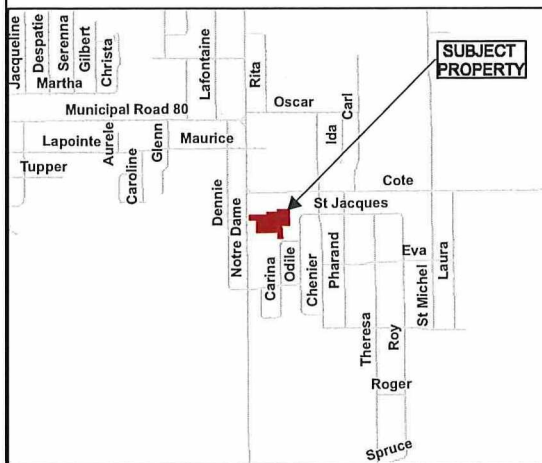 Jacqueline
Despatie
Serenna
Gilbert
Christa
Martha
Lafontaine
Rita
SUBJECT
PROPERTY
Oscar
Carl
Ida
Municipal Road 80
Lapointe
Aurele
Glenn
Maurice
Tupper
Caroline
Dennie
Notre Dame
Cote
St Jacques
Carina
Odile
Chenier
Pharand
Eva
St Michel
Laura
Theresa
Roy
Roger
Spruce